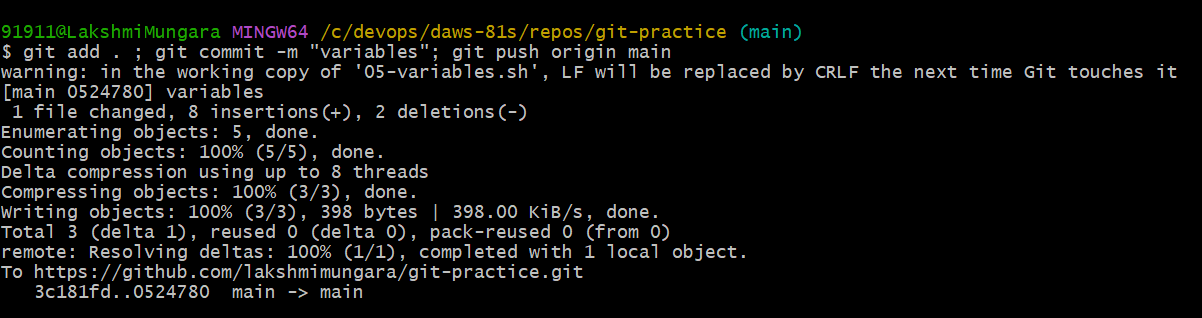 91911@LakshmiMungara MINGW64 /c/devops/daws-81s/repos/git-practice (main)
$ git add . ; git commit -m "variables"; git push origin main
warning: in the working copy of '05-variables.sh', LF will be replaced by CRLF the next time Git touches it
[main 0524780] variables
 1 file changed, 8 insertions(+), 2 deletions(-)
Enumerating objects: 5, done.
Counting objects: 100% (5/5), done.
Delta compression using up to 8 threads
Compressing objects: 100% (3/3), done.
Writing objects: 100% (3/3), 398 bytes | 398.00 KiB/s, done.
Total 3 (delta 1), reused 0 (delta 0), pack-reused 0 (from 0)
remote: Resolving deltas: 100% (1/1), completed with 1 local object.
To https://github.com/lakshmimungara/git-practice.git
   3c181fd..0524780  main -> main